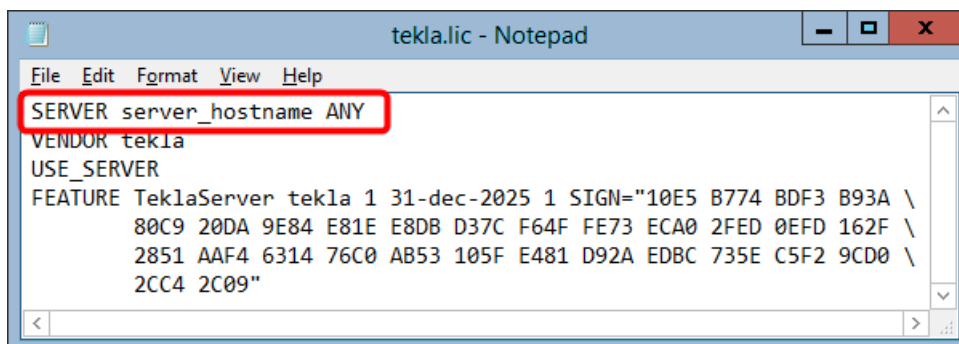 tekla.lic - Notepad
File Edit Format View Help
SERVER server_hostname ANY
VENDOR tekla
USE_SERVER
FEATURE TeklaServer tekla 1 31-dec-2025 1 SIGN="10E5 B774 BDF3 B93A \
80C9 20DA 9E84 E81E E8DB D37C F64F FE73 ECA0 2FED 0EFD 162F \
2851 AAF4 6314 76C0 AB53 105F E481 D92A EDBC 735E C5F2 9CD0 \
2CC4 2C09"